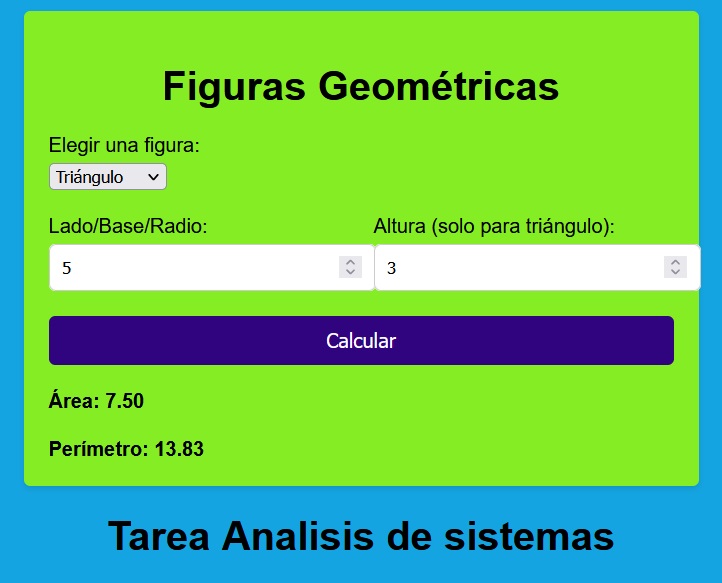 Figuras Geométricas
Elegir una figura:
Triángulo
Lado/Base/Radio: Altura (solo para triángulo):
5 3
Calcular
Área: 7.50
Perímetro: 13.83
Tarea Analisis de sistemas